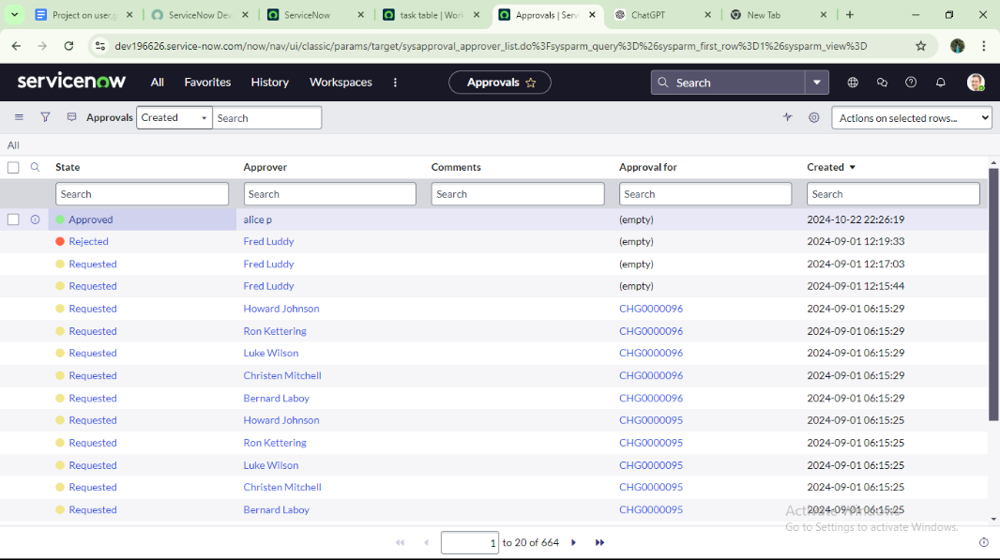 Project on user,g
ServiceNow Dev
ServiceNow
task table | Work
Approvals | Serv
ChatGPT
New Tab
dev196626.service-now.com/now/nav/ui/classic/params/target/sysapproval_approver_list.do%3Fsysparm_query%3D%26sysparm_first_row%3D1%26sysparm_view%3D
servicenow All Favorites History Workspaces Approvals Search
Approvals Created Search Actions on selected rows...
All
State Approver Comments Approval for Created
Search Search Search Search Search
Approved alice p (empty) 2024-10-22 22:26:19
Rejected Fred Luddy (empty) 2024-09-01 12:19:33
Requested Fred Luddy (empty) 2024-09-01 12:17:03
Requested Fred Luddy (empty) 2024-09-01 12:15:44
Requested Howard Johnson CHG0000096 2024-09-01 06:15:29
Requested Ron Kettering CHG0000096 2024-09-01 06:15:29
Requested Luke Wilson CHG0000096 2024-09-01 06:15:29
Requested Christen Mitchell CHG0000096 2024-09-01 06:15:29
Requested Bernard Laboy CHG0000096 2024-09-01 06:15:29
Requested Howard Johnson CHG0000095 2024-09-01 06:15:25
Requested Ron Kettering CHG0000095 2024-09-01 06:15:25
Requested Luke Wilson CHG0000095 2024-09-01 06:15:25
Requested Christen Mitchell CHG0000095 2024-09-01 06:15:25
Requested Bernard Laboy CHG0000095 2024-09-01 06:15:25
Activate Windows
Go to Settings to activate Windows.
1 to 20 of 664